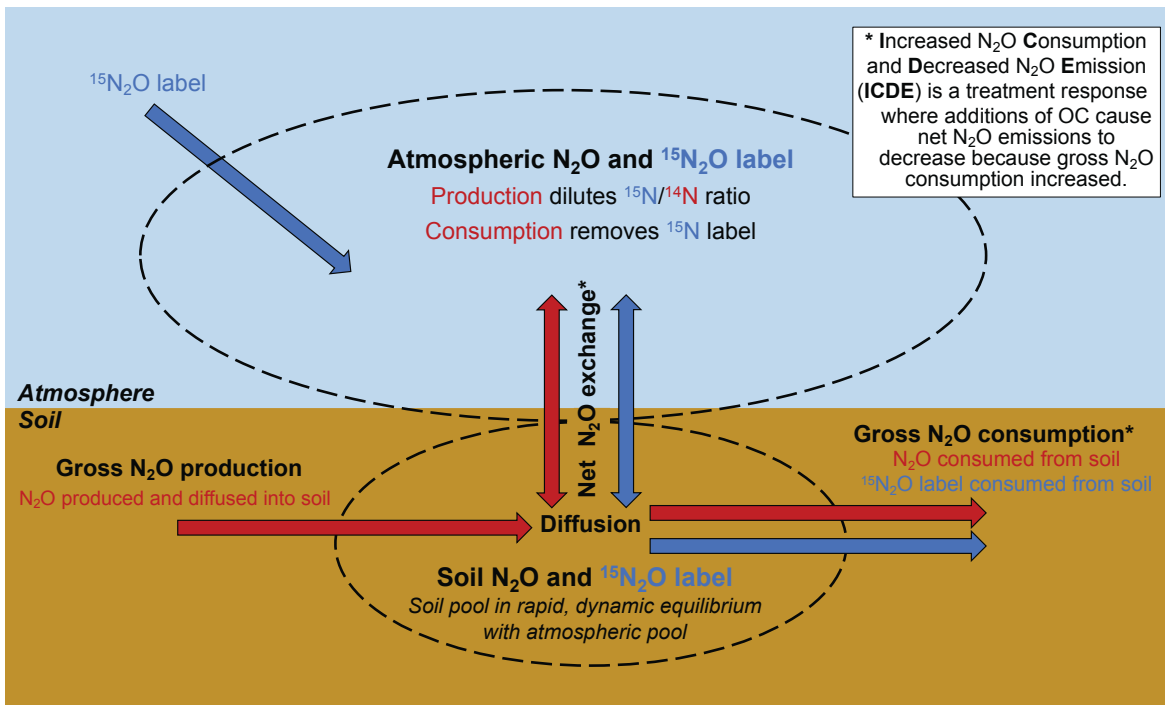 * Increased N₂O Consumption
and Decreased N₂O Emission
(ICDE) is a treatment response
where additions of OC cause
net N₂O emissions to
decrease because gross N₂O
consumption increased.
¹⁵N₂O label
Atmospheric N₂O and ¹⁵N₂O label
Production dilutes ¹⁵N/¹⁴N ratio
Consumption removes ¹⁵N label
Net N₂O exchange*
Atmosphere
Soil
Gross N₂O production
N₂O produced and diffused into soil
Gross N₂O consumption*
N₂O consumed from soil
¹⁵N₂O label consumed from soil
Diffusion
Soil N₂O and ¹⁵N₂O label
Soil pool in rapid, dynamic equilibrium
with atmospheric pool